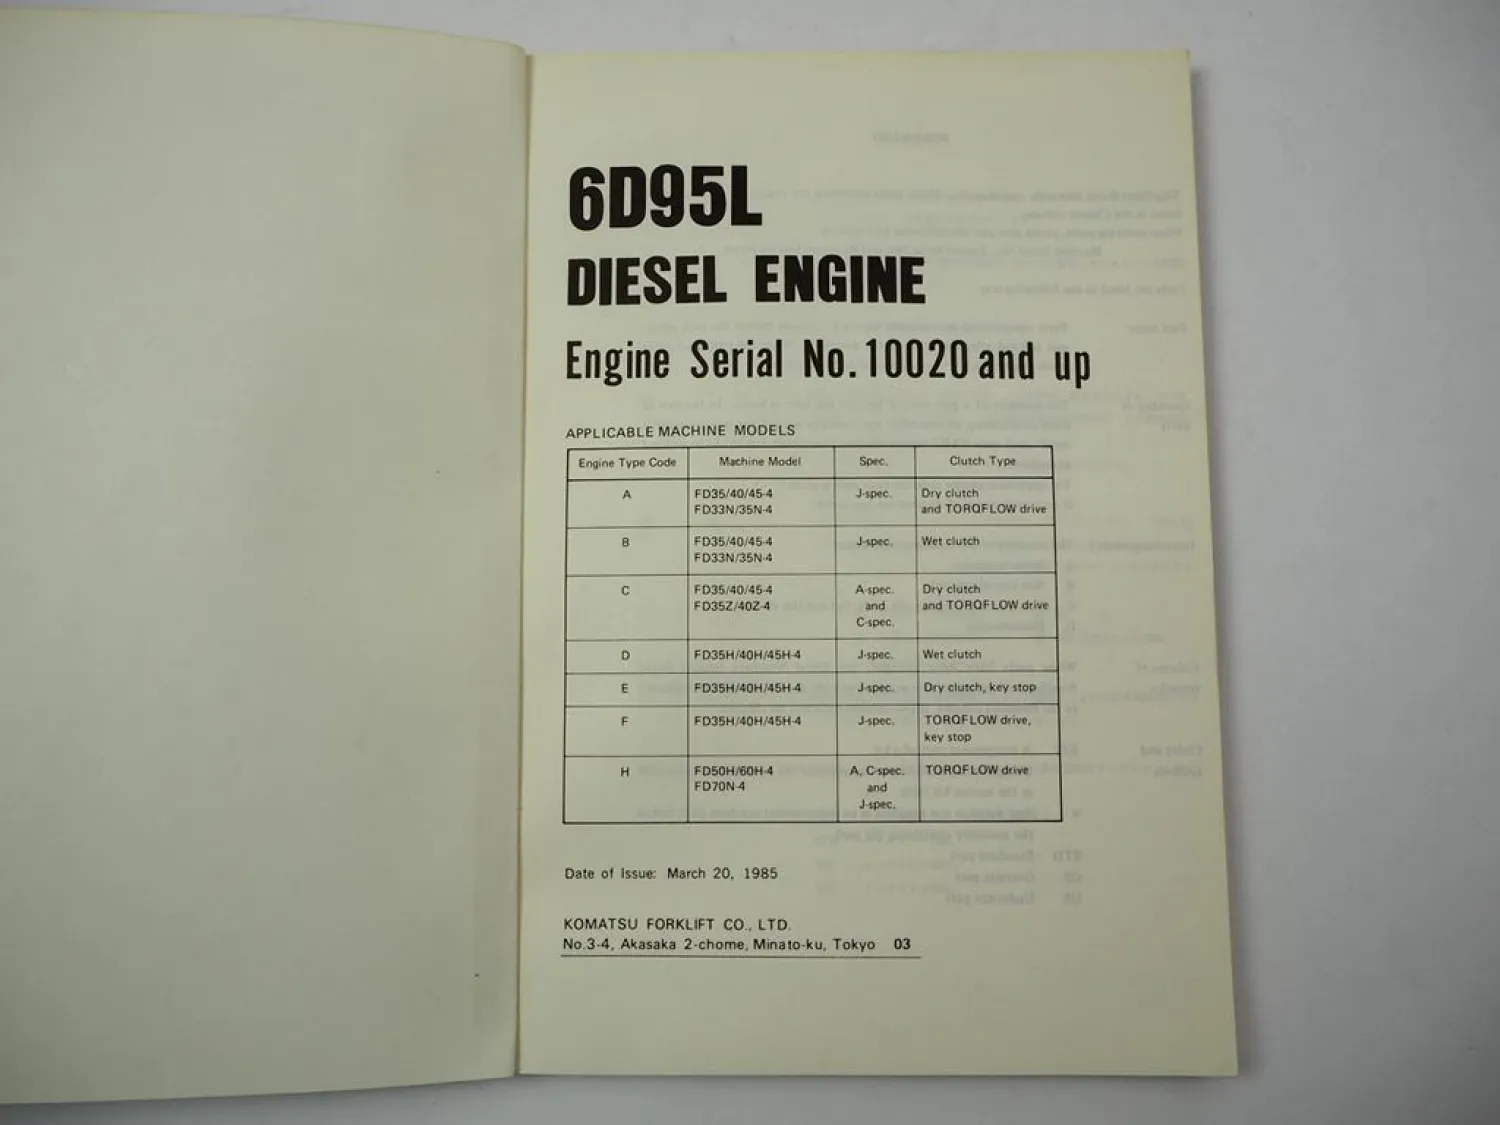 6D95L
DIESEL ENGINE
Engine Serial No. 10020 and up
APPLICABLE MACHINE MODELS
Engine Type Code Machine Model Spec. Clutch Type
A FD35/40/45-4 J-spec. Dry clutch
FD33N/35N-4 and TORQFLOW drive
B FD35/40/45-4 J-spec. Wet clutch
FD33N/35N-4
C FD35/40/45-4 A-spec. Dry clutch
FD35Z/40Z-4 and and TORQFLOW drive
C-spec.
D FD35H/40H/45H-4 J-spec. Wet clutch
E FD35H/40H/45H-4 J-spec. Dry clutch, key stop
F FD35H/40H/45H-4 J-spec. TORQFLOW drive,
key stop
H FD50H/60H-4 A, C-spec. TORQFLOW drive
FD70N-4 and
J-spec.
Date of Issue: March 20, 1985
KOMATSU FORKLIFT CO., LTD.
No.3-4, Akasaka 2-chome, Minato-ku, Tokyo 03